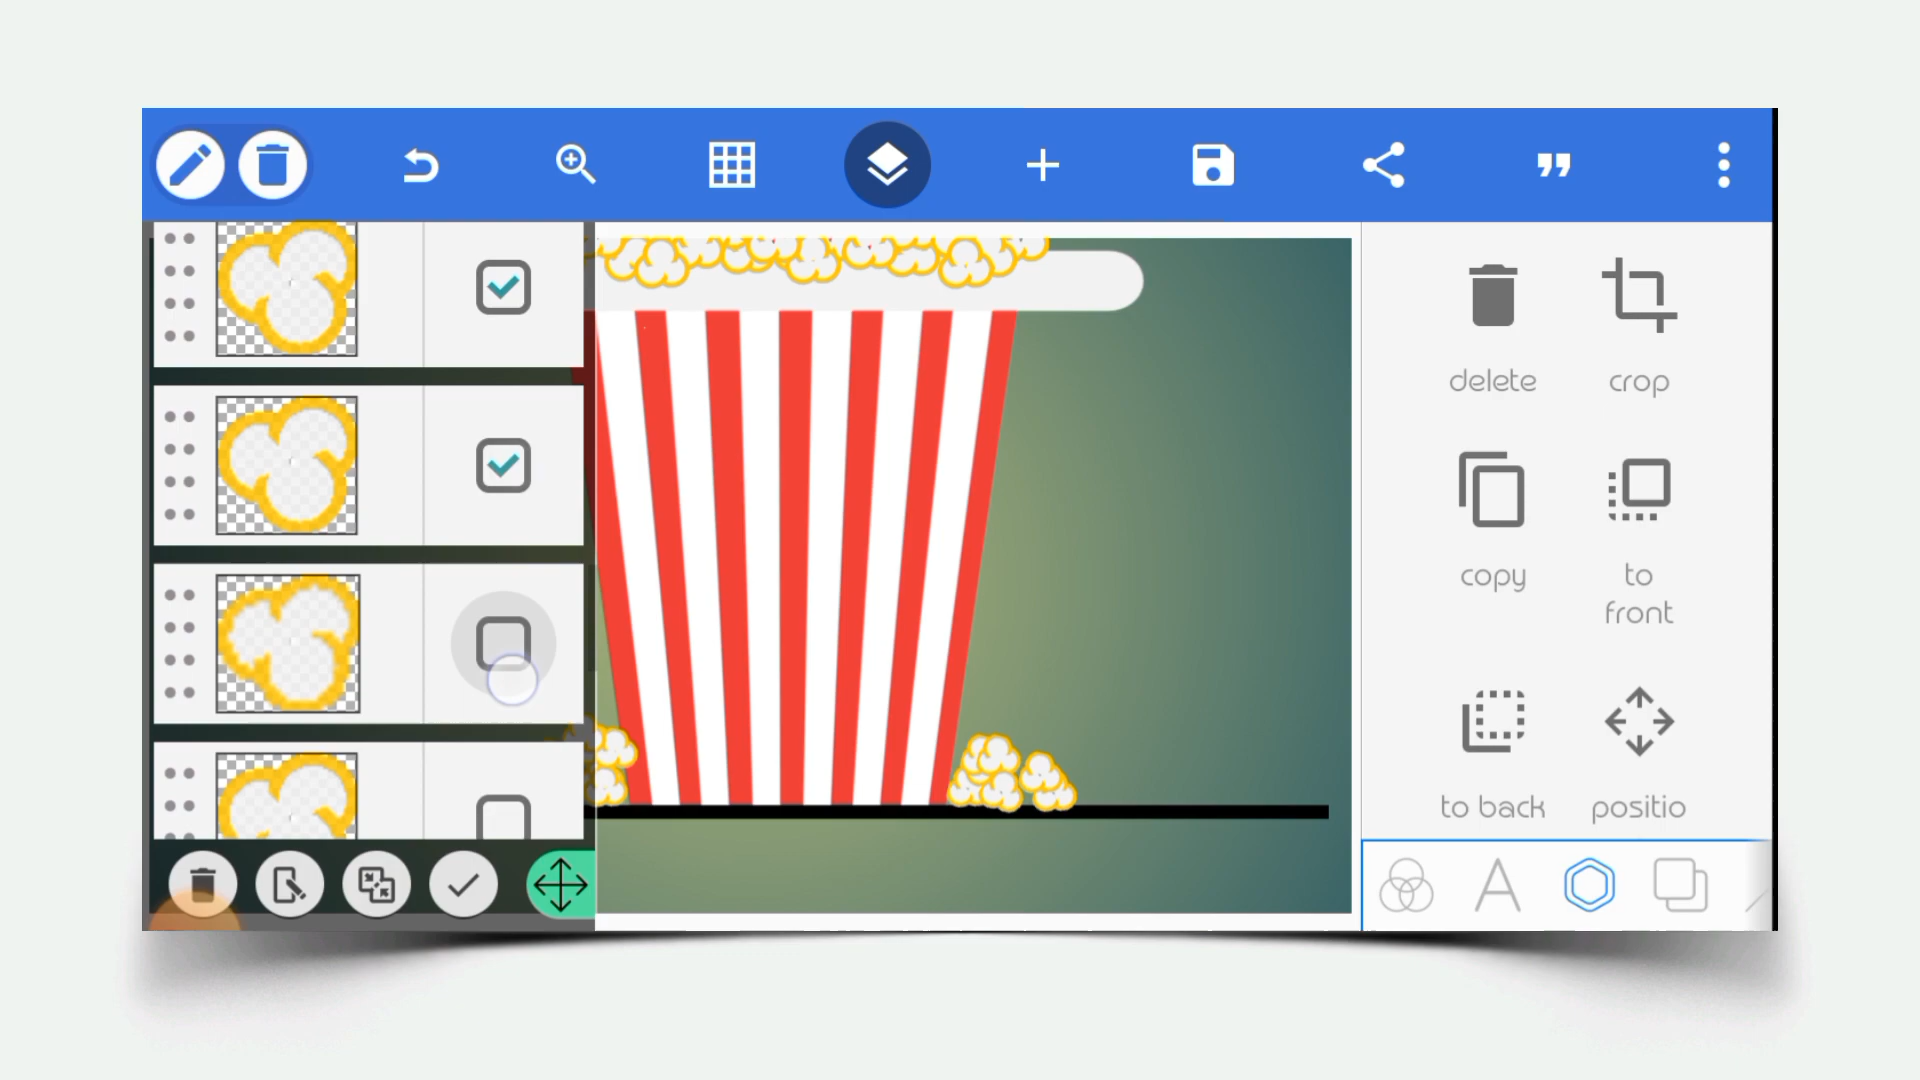 delete
crop
copy
to
front
to back
positio